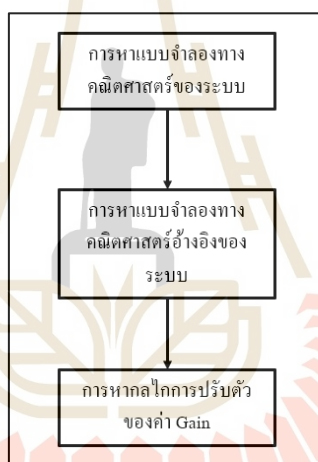 การหาแบบจำลองทาง
คณิตศาสตร์ของระบบ
การหาแบบจำลองทาง
คณิตศาสตร์อ้างอิงของ
ระบบ
การหากลไกการปรับตัว
ของค่า Gain